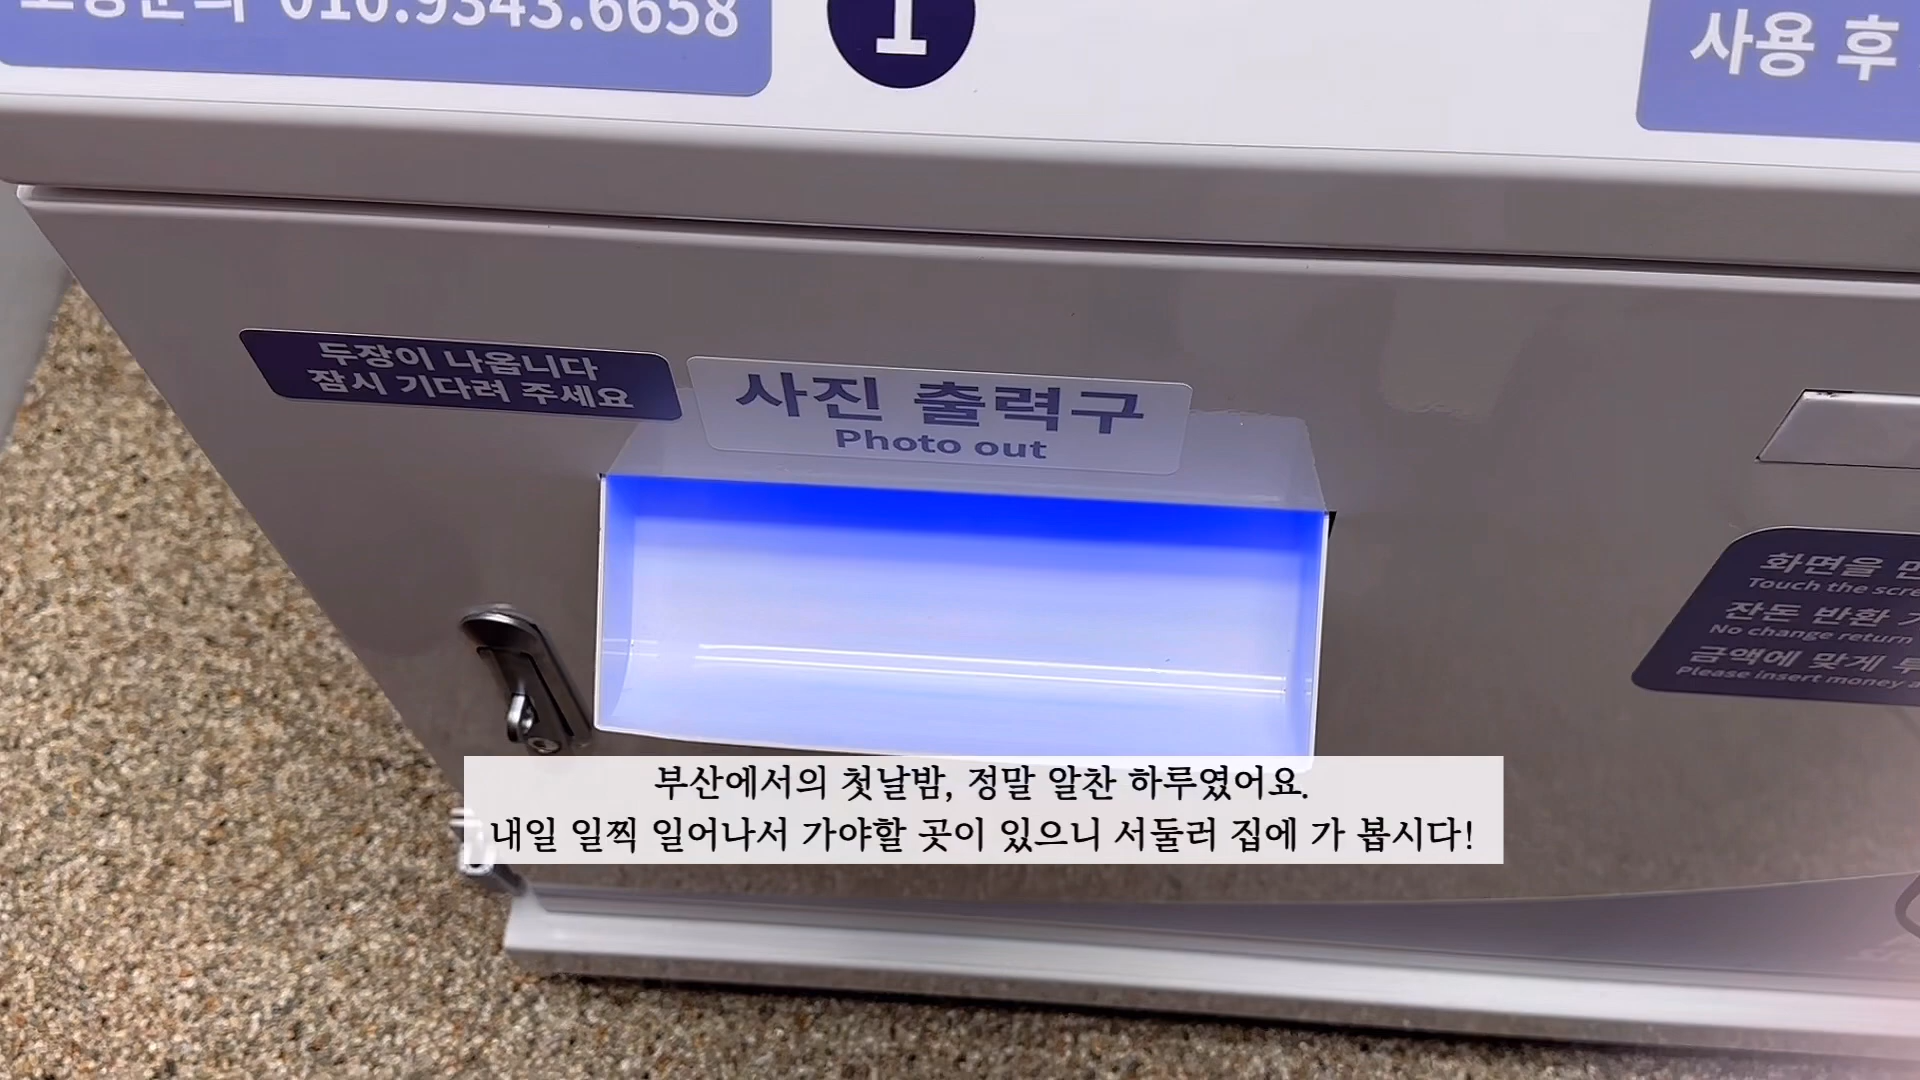 010.9343.6658
1
사용 후
두장이 나옵니다
잠시 기다려 주세요
사진 출력구
Photo out
화면을
Touch the
잔돈 반환
No change return
금액에 맞게
Please insert money
부산에서의 첫날밤, 정말 알찬 하루였어요.
내일 일찍 일어나서 가야할 곳이 있으니 서둘러 집에 가 봅시다!